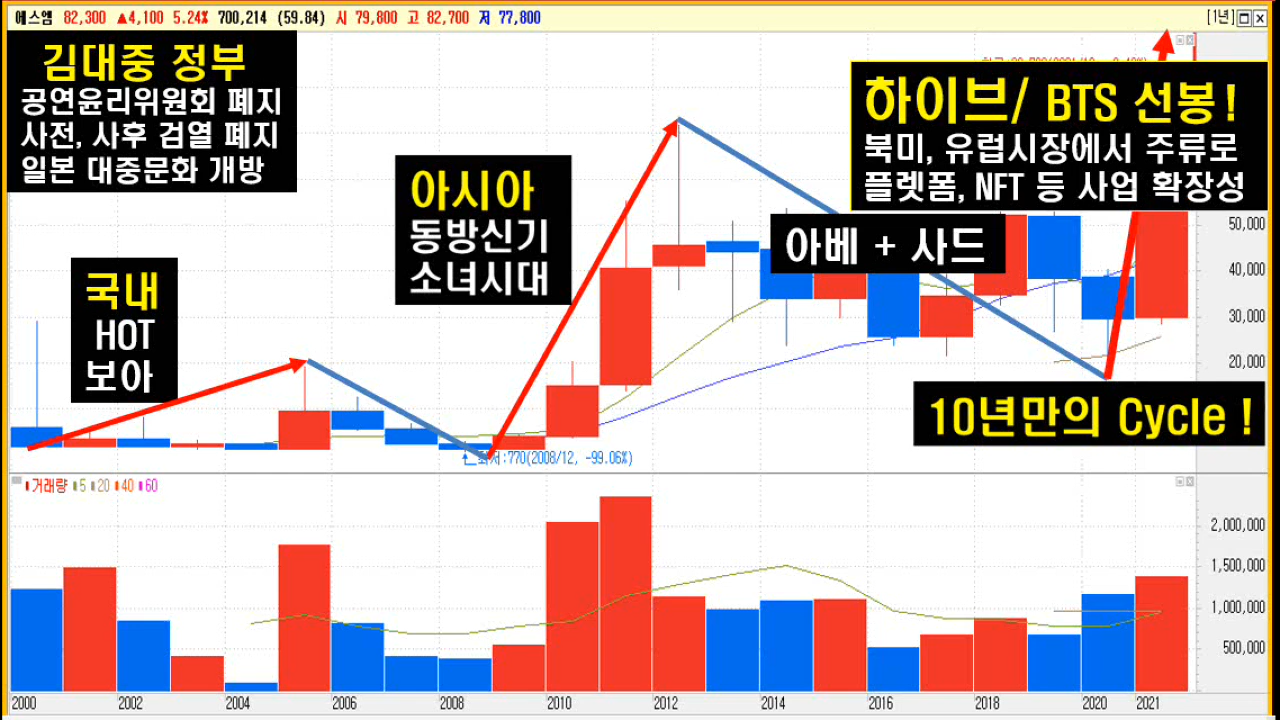 에스엠 82,300 ▲4,100 5.24% 700,214 (59.84) 시 79,800 고 82,700 저 77,800
[1년]
김대중 정부
공연윤리위원회 폐지
사전, 사후 검열 폐지
일본 대중문화 개방
하이브/ BTS 선봉!
북미, 유럽시장에서 주류로
플렛폼, NFT 등 사업 확장성
아시아
동방신기
소녀시대
아베 + 사드
국내
HOT
보아
50,000
40,000
30,000
20,000
10년만의 Cycle !
최저:770(2008/12, -99.06%)
거래량 5 20 40 60
2,000,000
1,500,000
1,000,000
500,000
2000 2002 2004 2006 2008 2010 2012 2014 2016 2018 2020 2021